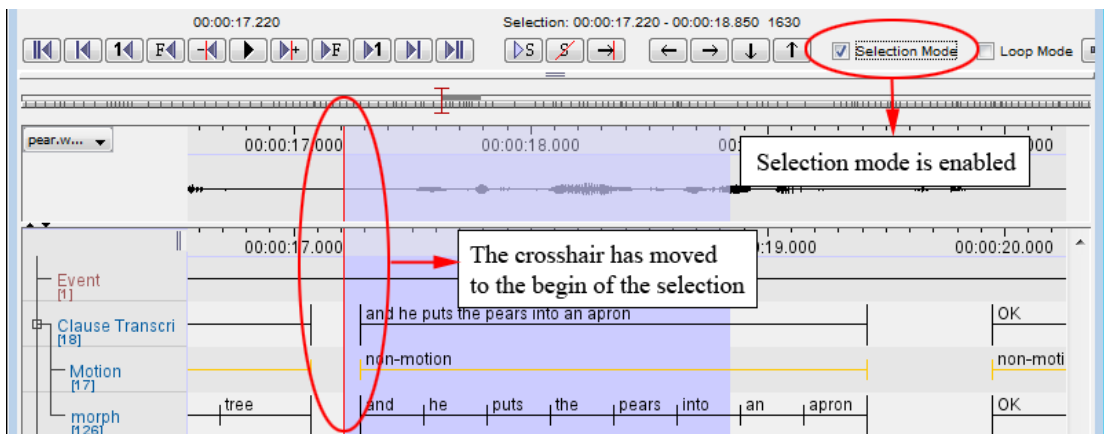 00:00:17.220 Selection: 00:00:17.220 - 00:00:18.850 1630
1 F + F 1 S S Selection Mode Loop Mode
pear.w... 00:00:17.000 00:00:18.000 00: 000
Selection mode is enabled
00:00:17.000 :19.000 00:00:20.000
The crosshair has moved
to the begin of the selection
Event
[1]
Clause Transcri and he puts the pears into an apron OK
[18]
Motion non-motion non-moti
[17]
morph tree and he puts the pears into an apron OK
[126]